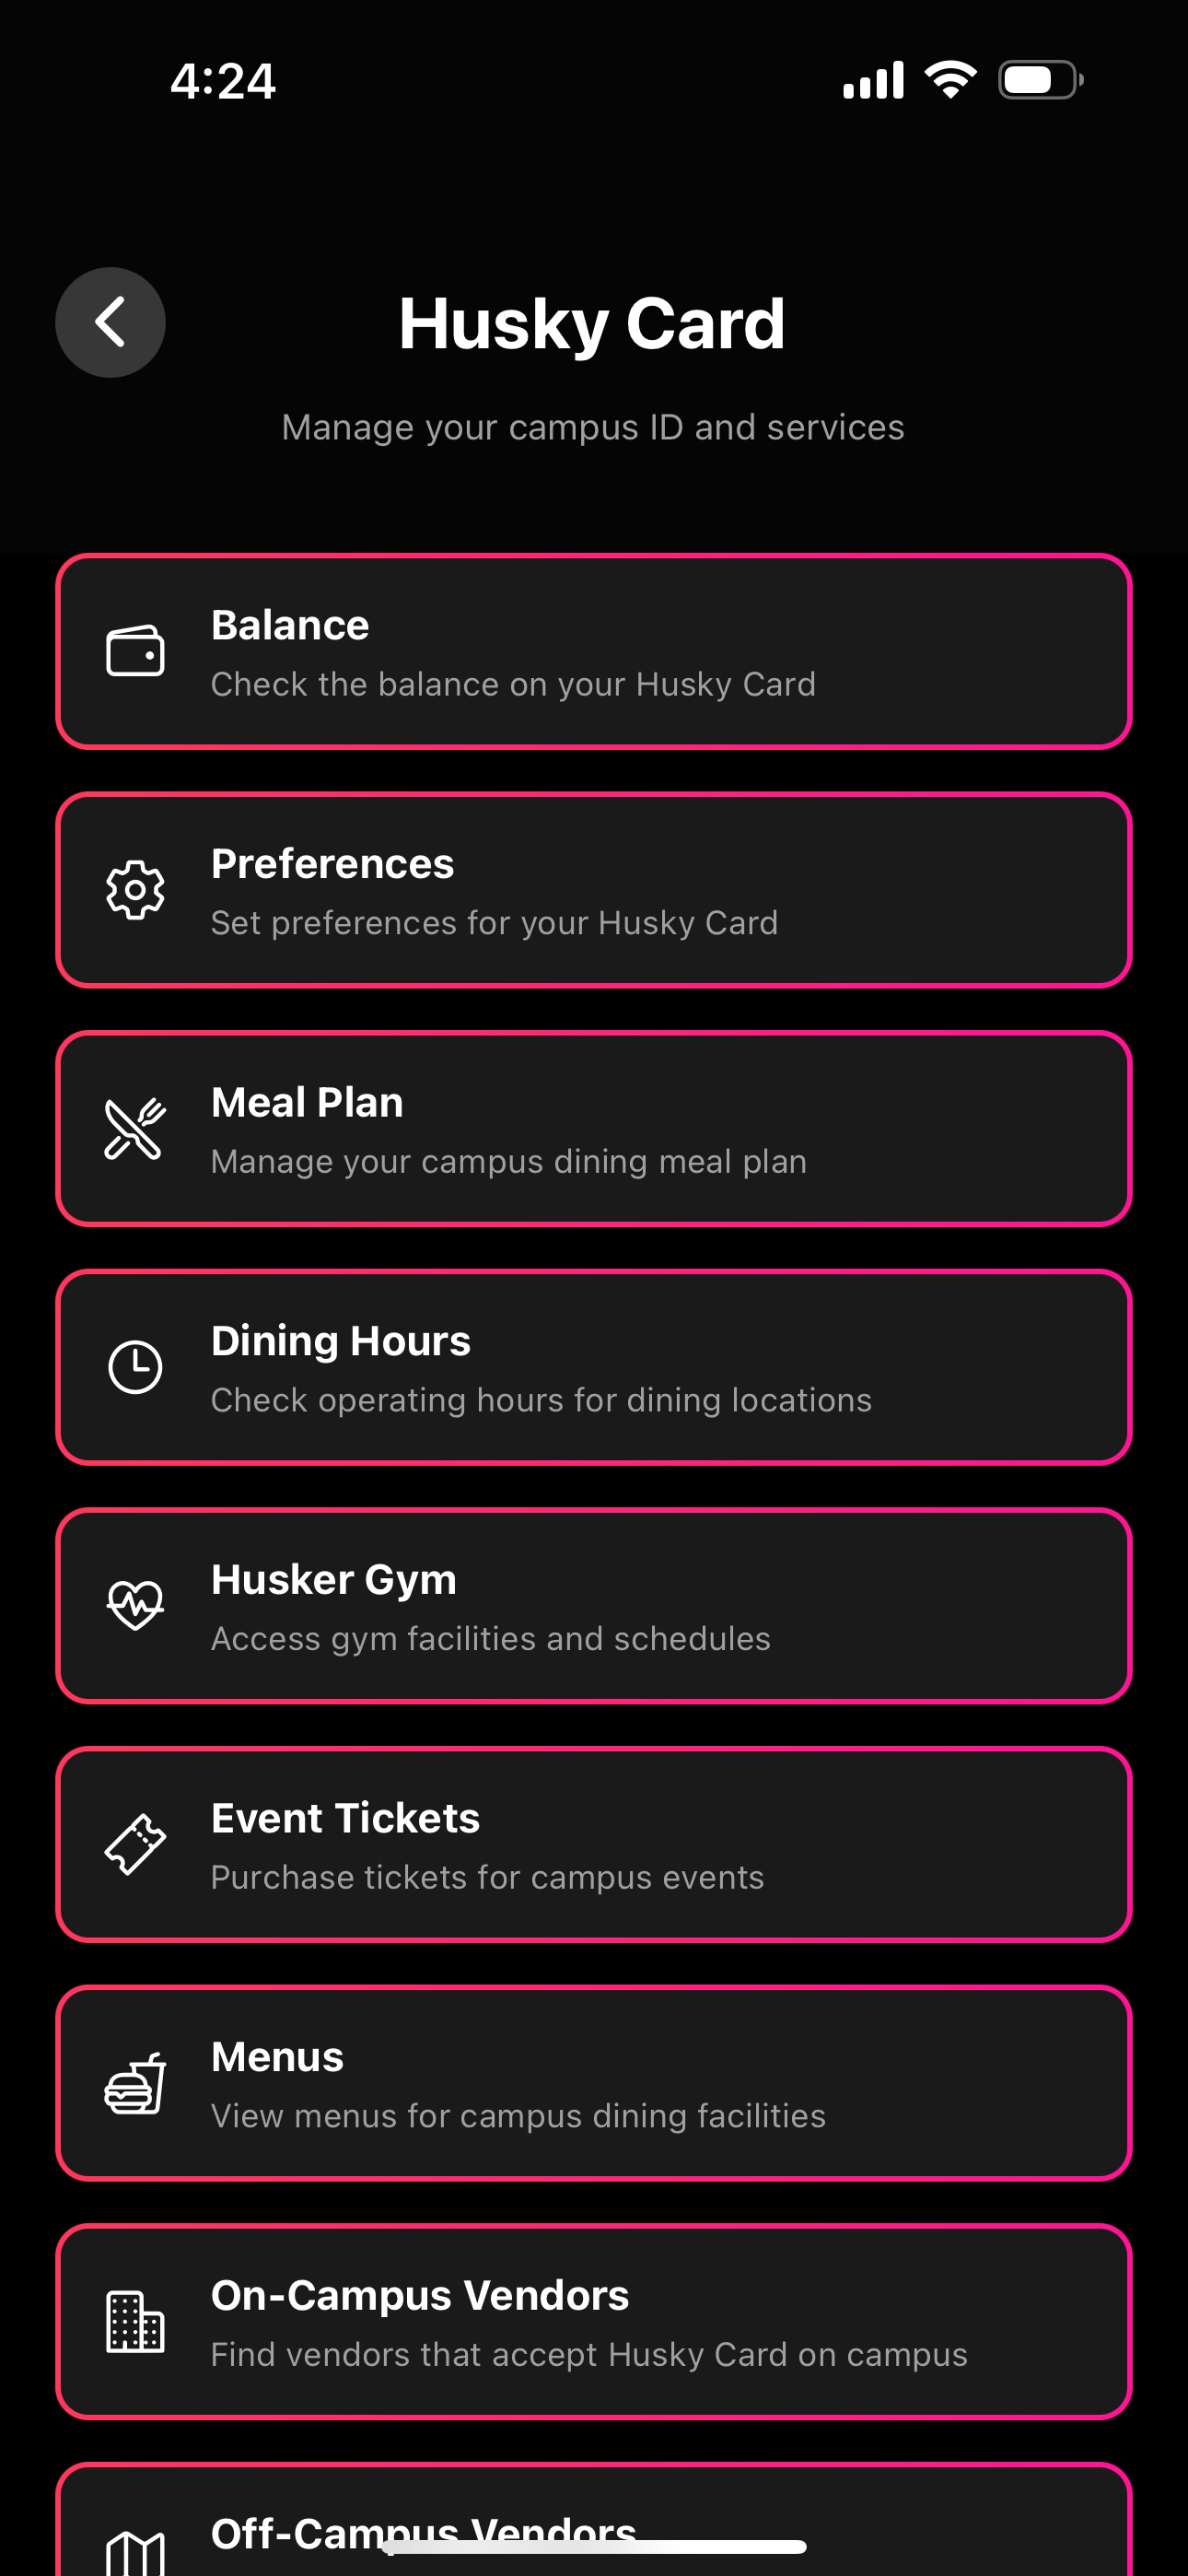 4:24
Husky Card
Manage your campus ID and services
Balance
Check the balance on your Husky Card
Preferences
Set preferences for your Husky Card
Meal Plan
Manage your campus dining meal plan
Dining Hours
Check operating hours for dining locations
Husker Gym
Access gym facilities and schedules
Event Tickets
Purchase tickets for campus events
Menus
View menus for campus dining facilities
On-Campus Vendors
Find vendors that accept Husky Card on campus
Off-Campus Vendors